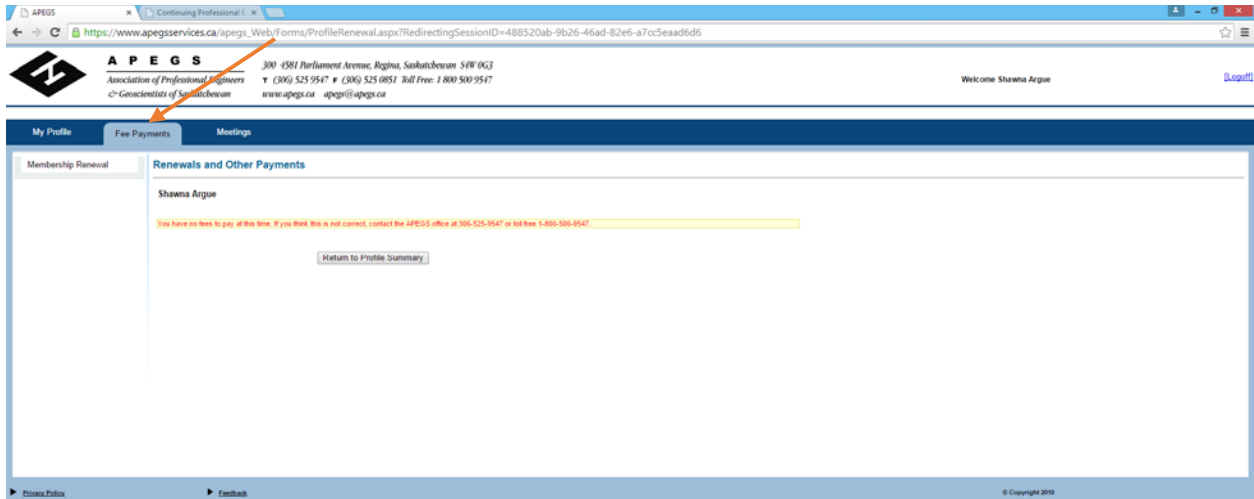 APEGS
Continuing Professional
https://www.apegsservices.ca/apegs_Web/Forms/ProfileRenewal.aspx?RedirectingSessionID=488520ab-9b26-46ad-82e6-a7cc5eaad6d6
A P E G S
Association of Professional Engineers
& Geoscientists of Saskatchewan
300 4581 Parliament Avenue, Regina, Saskatchewan S4W 0G3
T (306) 525 9547 F (306) 525 0851 Toll Free: 1 800 500 9547
www.apegs.ca apegs@apegs.ca
Welcome Shawna Argue
[Logoff]
My Profile Fee Payments Meetings
Membership Renewal
Renewals and Other Payments
Shawna Argue
You have no fees to pay at this time. If you think this is not correct, contact the APEGS office at 306-525-9547 or toll free 1-800-500-9547.
Return to Profile Summary
Privacy Policy Feedback © Copyright 2010